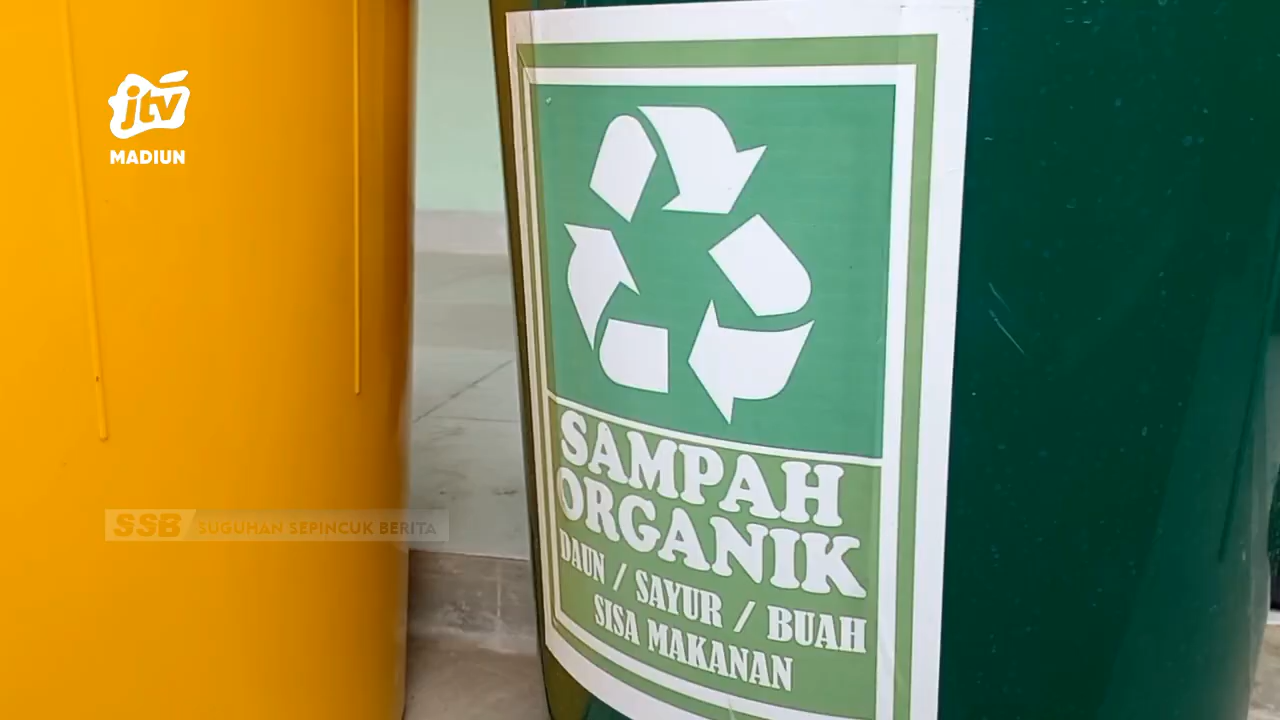 jtv
MADIUN
SAMPAH
ORGANIK
DAUN / SAYUR / BUAH
SISA MAKANAN
SSB SUGUHAN SEPINCUK BERITA